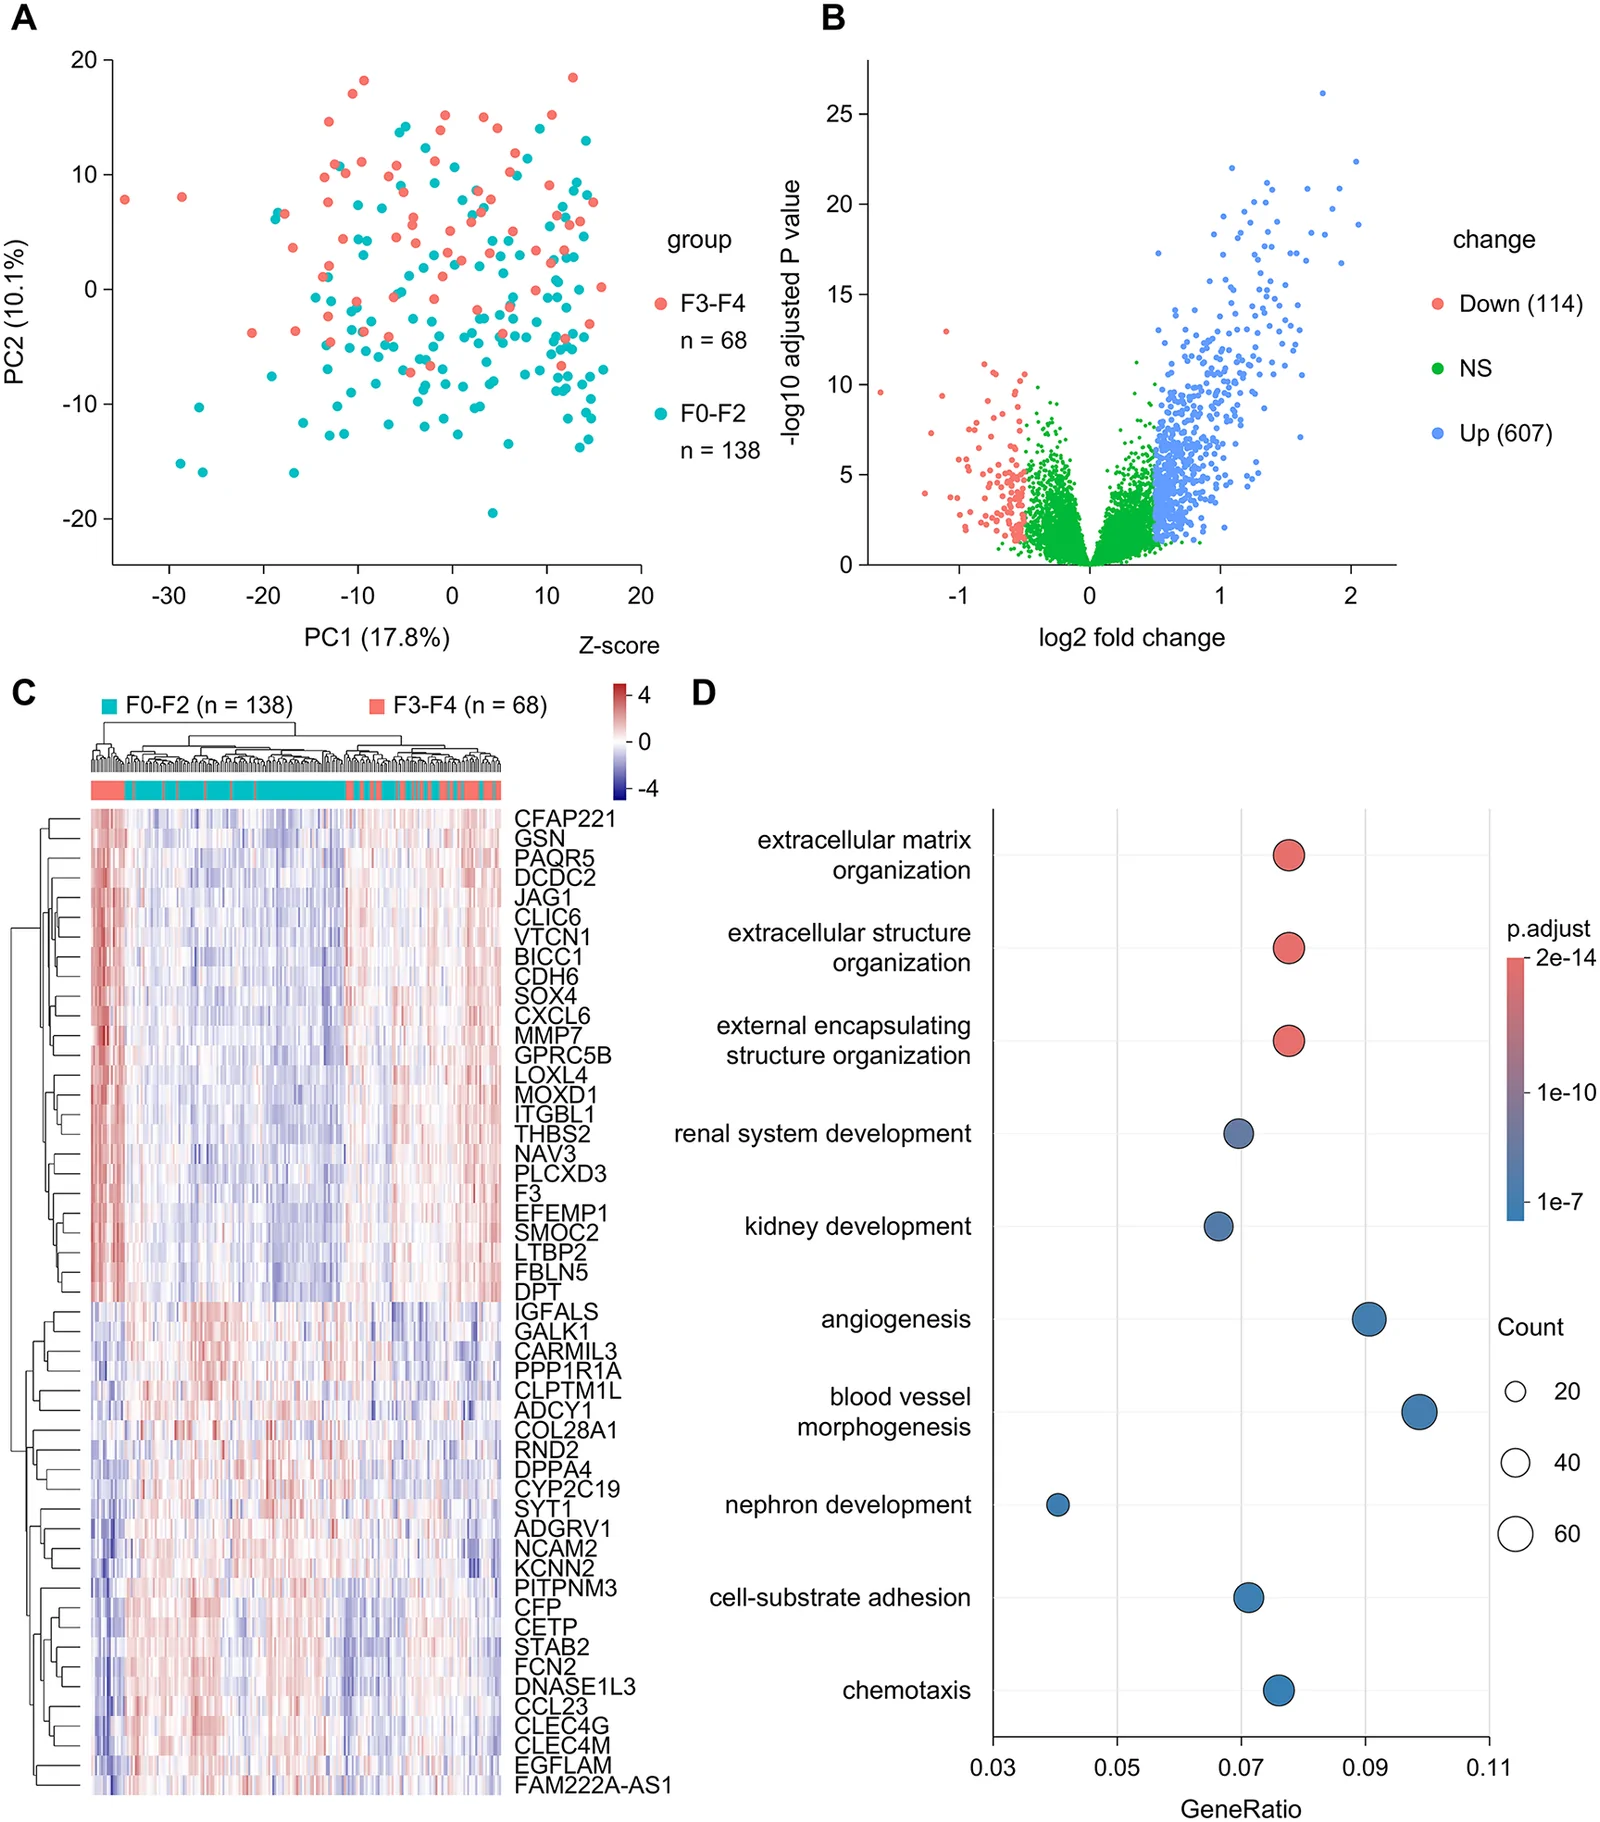 A
20
10
0
-10
-20
PC2 (10.1%)
-30
-20
-10
0
10
20
PC1 (17.8%)
group
F3-F4
n = 68
F0-F2
n = 138
B
25
20
15
10
5
0
-log10 adjusted P value
-1
0
1
2
log2 fold change
change
Down (114)
NS
Up (607)
C
F0-F2 (n = 138)
F3-F4 (n = 68)
Z-score
4
0
-4
CFAP221
GSN
PAQR5
DCDC2
JAG1
CLIC6
VTCN1
BICC1
CDH6
SOX4
CXCL6
MMP7
GPRC5B
LOXL4
MOXD1
ITGBL1
THBS2
NAV3
PLCXD3
F3
EFEMP1
SMOC2
LTBP2
FBLN5
DPT
IGFALS
GALK1
CARMIL3
PPP1R1A
CLPTM1L
ADCY1
COL28A1
RND2
DPPA4
CYP2C19
SYT1
ADGRV1
NCAM2
KCNN2
PITPNM3
CFP
CETP
STAB2
FCN2
DNASE1L3
CCL23
CLEC4G
CLEC4M
EGFLAM
FAM222A-AS1
D
extracellular matrix
organization
extracellular structure
organization
external encapsulating
structure organization
renal system development
kidney development
angiogenesis
blood vessel
morphogenesis
nephron development
cell-substrate adhesion
chemotaxis
0.03
0.05
0.07
0.09
0.11
GeneRatio
p.adjust
2e-14
1e-10
1e-7
Count
20
40
60